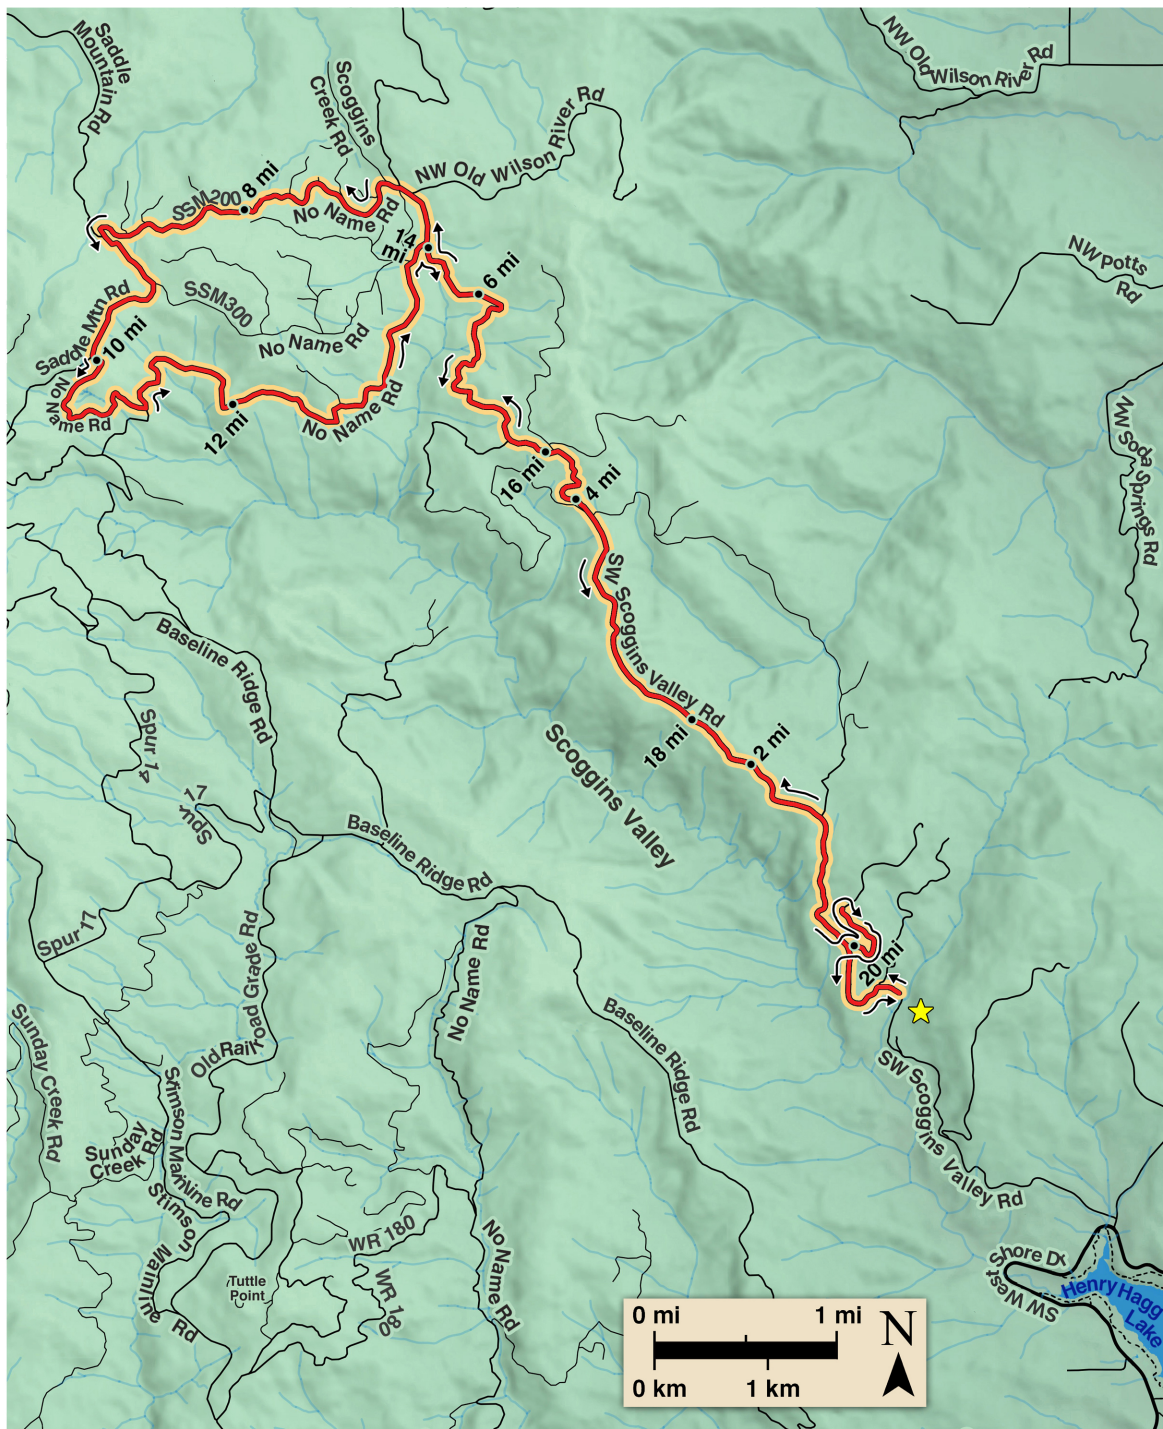 Saddle
Mountain Rd
Scoggins
Creek Rd
NW Old Wilson River Rd
NW Old
Wilson River Rd
SSM200
8 mi
No Name Rd
14
mi
6 mi
NW Potts
Rd
SSM300
No Name Rd
Saddle Mtn Rd
10 mi
No
Name Rd
12 mi
No Name Rd
16 mi
4 mi
NW Soda Springs Rd
SW Scoggins Valley Rd
Baseline Ridge Rd
Spur 14
18 mi
2 mi
Scoggins Valley
Spur 17
Baseline Ridge Rd
Spur 17
Old Railroad Grade Rd
No Name Rd
20 mi
Baseline Ridge Rd
Sunday Creek Rd
SW Scoggins Valley Rd
Sunday
Creek Rd
Stimson Mainline Rd
Stimson
Mainline Rd
WR 180
WR 180
Tuttle
Point
No Name Rd
SW West
Shore Dr
Henry Hagg
Lake
0 mi 1 mi
N
0 km 1 km